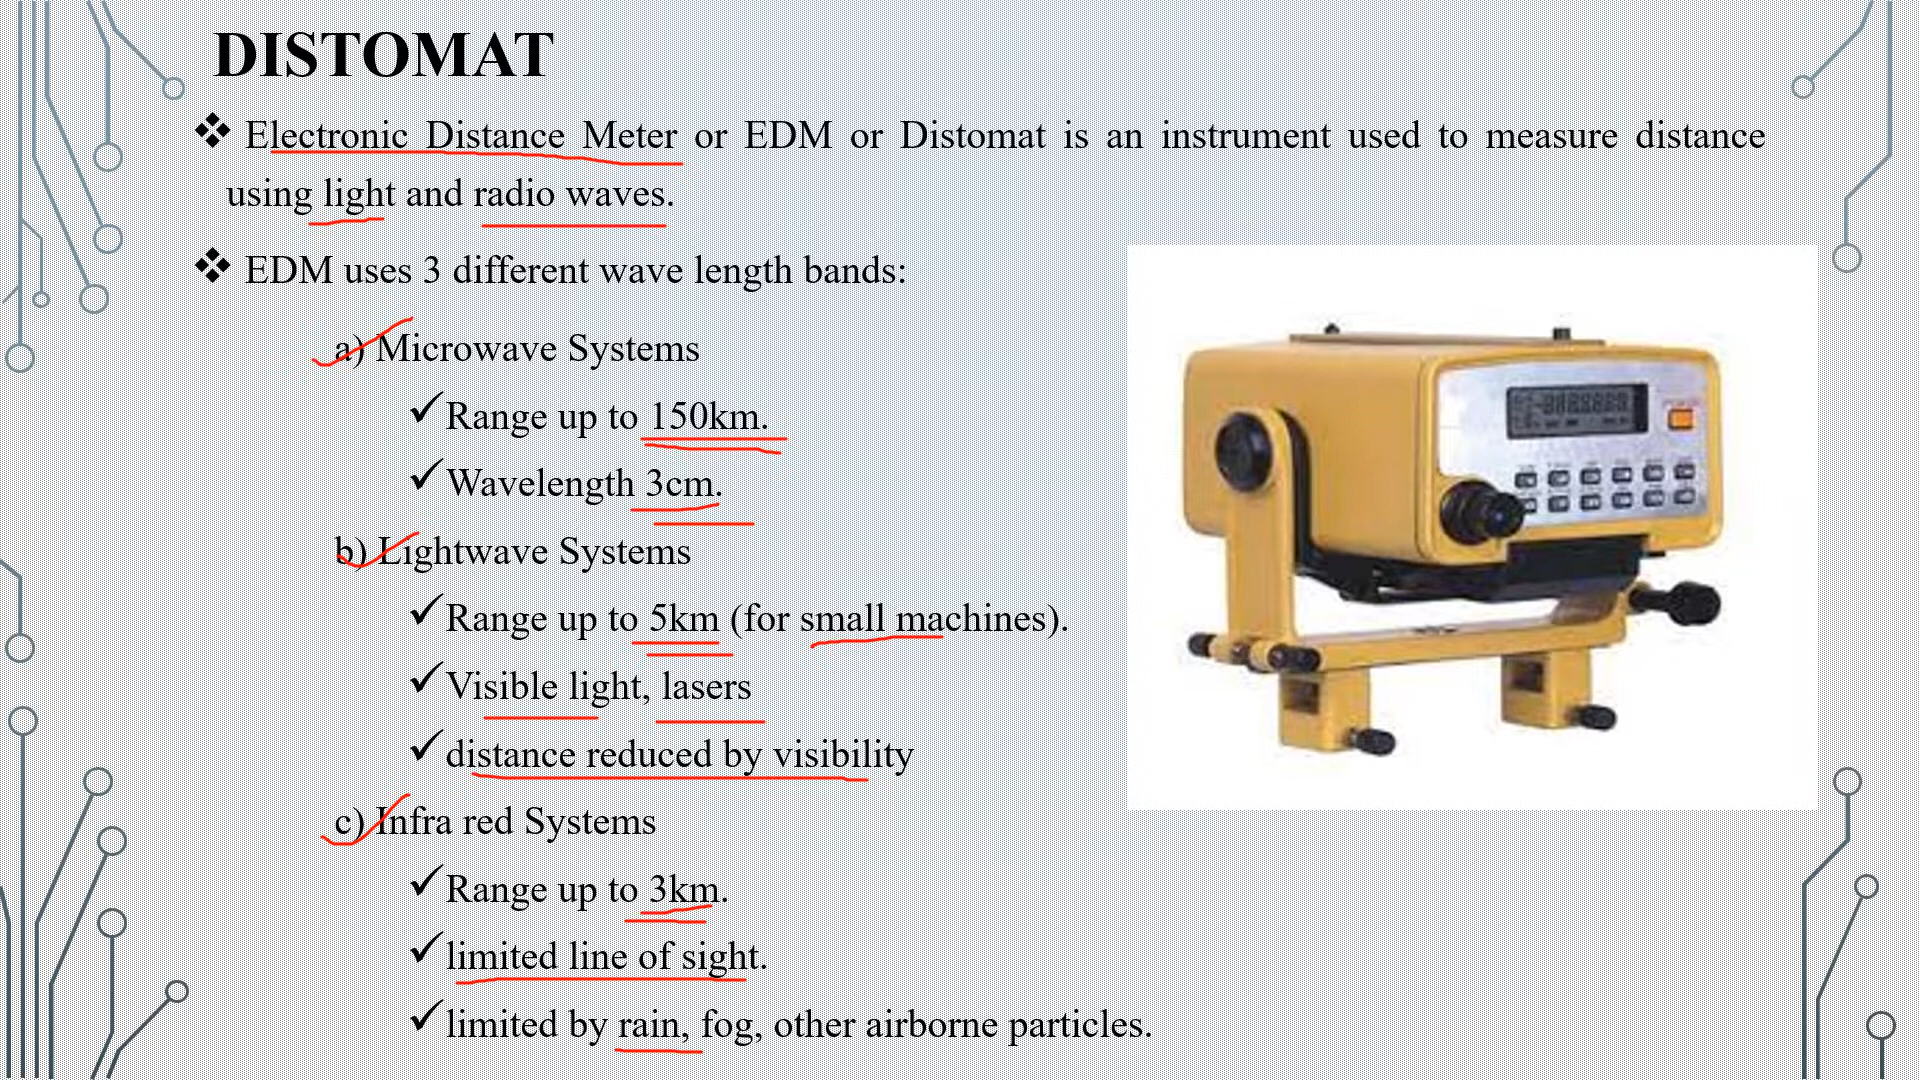 DISTOMAT
❖ Electronic Distance Meter or EDM or Distomat is an instrument used to measure distance
using light and radio waves.
❖ EDM uses 3 different wave length bands:
a) Microwave Systems
✓Range up to 150km.
✓Wavelength 3cm.
b) Lightwave Systems
✓Range up to 5km (for small machines).
✓Visible light, lasers
✓distance reduced by visibility
c) Infra red Systems
✓Range up to 3km.
✓limited line of sight.
✓limited by rain, fog, other airborne particles.